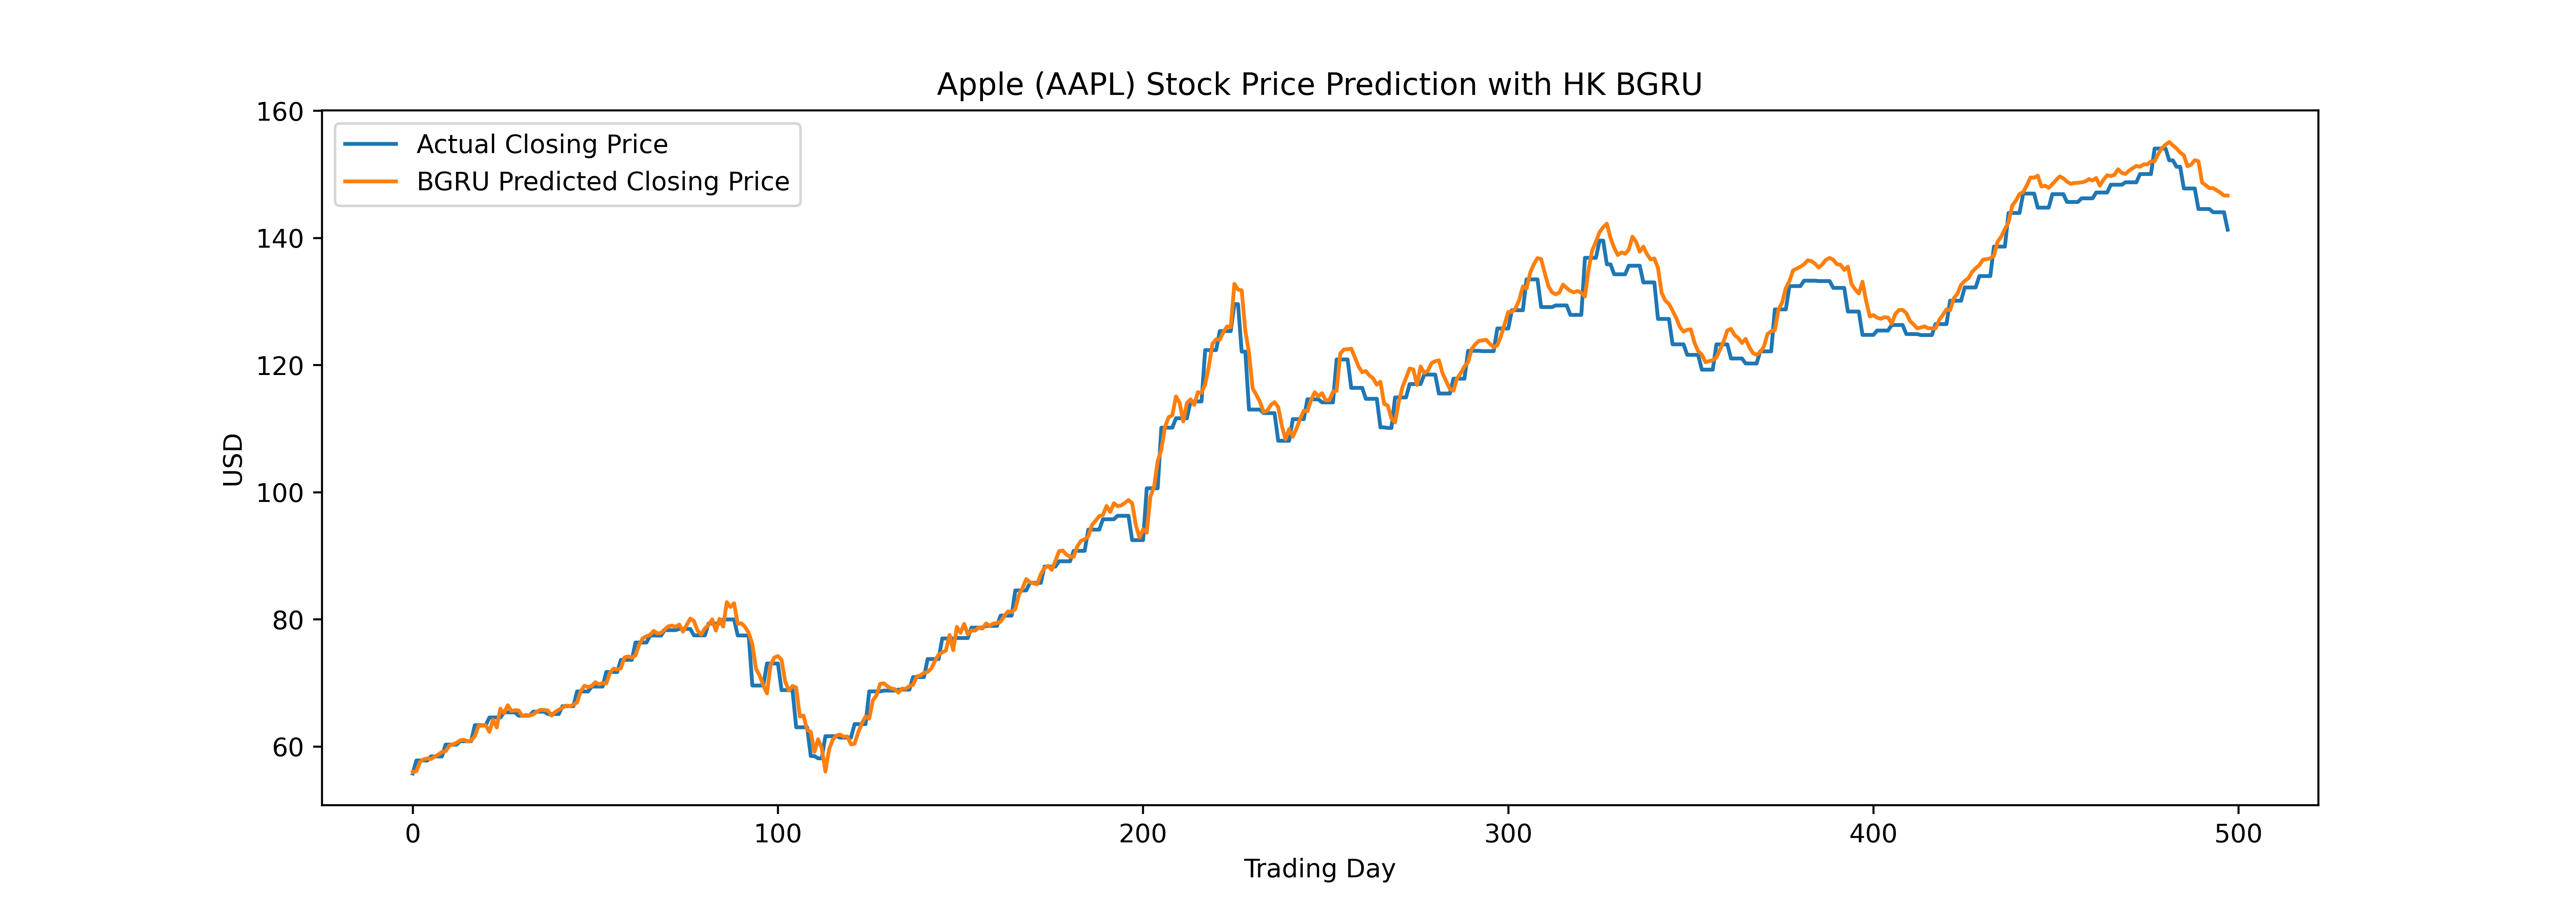 Apple (AAPL) Stock Price Prediction with HK BGRU
160
140
120
100
80
60
USD
Actual Closing Price
BGRU Predicted Closing Price
0 100 200 300 400 500
Trading Day